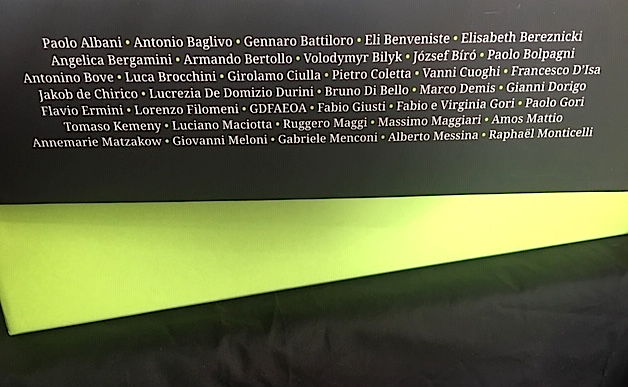 Paolo Albani • Antonio Baglivo • Gennaro Battiloro • Eli Benveniste • Elisabeth Bereznicki
Angelica Bergamini • Armando Bertollo • Volodymyr Bilyk • József Bíró • Paolo Bolpagni
Antonino Bove • Luca Brocchini • Girolamo Ciulla • Pietro Coletta • Vanni Cuoghi • Francesco D'Isa
Jakob de Chirico • Lucrezia De Domizio Durini • Bruno Di Bello • Marco Demis • Gianni Dorigo
Flavio Ermini • Lorenzo Filomeni • GDFAEOA • Fabio Giusti • Fabio e Virginia Gori • Paolo Gori
Tomaso Kemeny • Luciano Maciotta • Ruggero Maggi • Massimo Maggiari • Amos Mattio
Annemarie Matzakow • Giovanni Meloni • Gabriele Menconi • Alberto Messina • Raphaël Monticelli